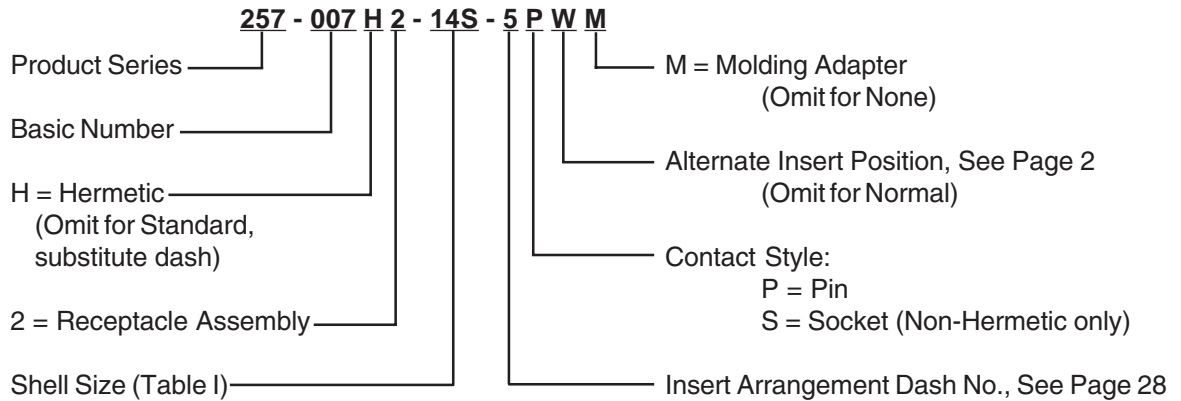 257 - 007 H 2 - 14S - 5 P W M
Product Series
Basic Number
H = Hermetic
(Omit for Standard,
substitute dash)
2 = Receptacle Assembly
Shell Size (Table I)
M = Molding Adapter
(Omit for None)
Alternate Insert Position, See Page 2
(Omit for Normal)
Contact Style:
P = Pin
S = Socket (Non-Hermetic only)
Insert Arrangement Dash No., See Page 28